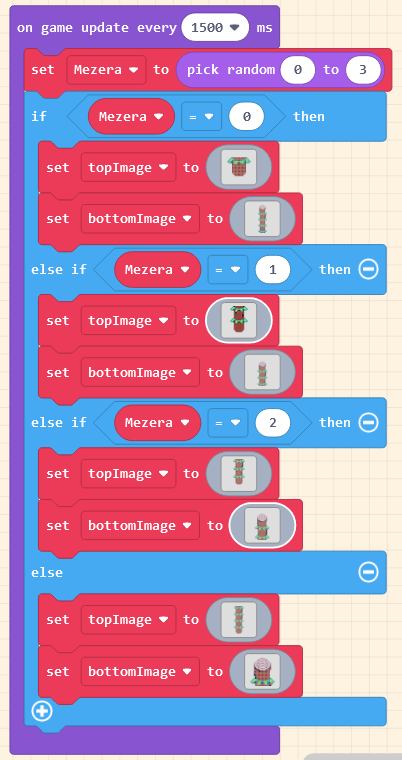 on game update every 1500 ms
set Mezera to pick random 0 to 3
if Mezera = 0 then
set topImage to
set bottomImage to
else if Mezera = 1 then
set topImage to
set bottomImage to
else if Mezera = 2 then
set topImage to
set bottomImage to
else
set topImage to
set bottomImage to